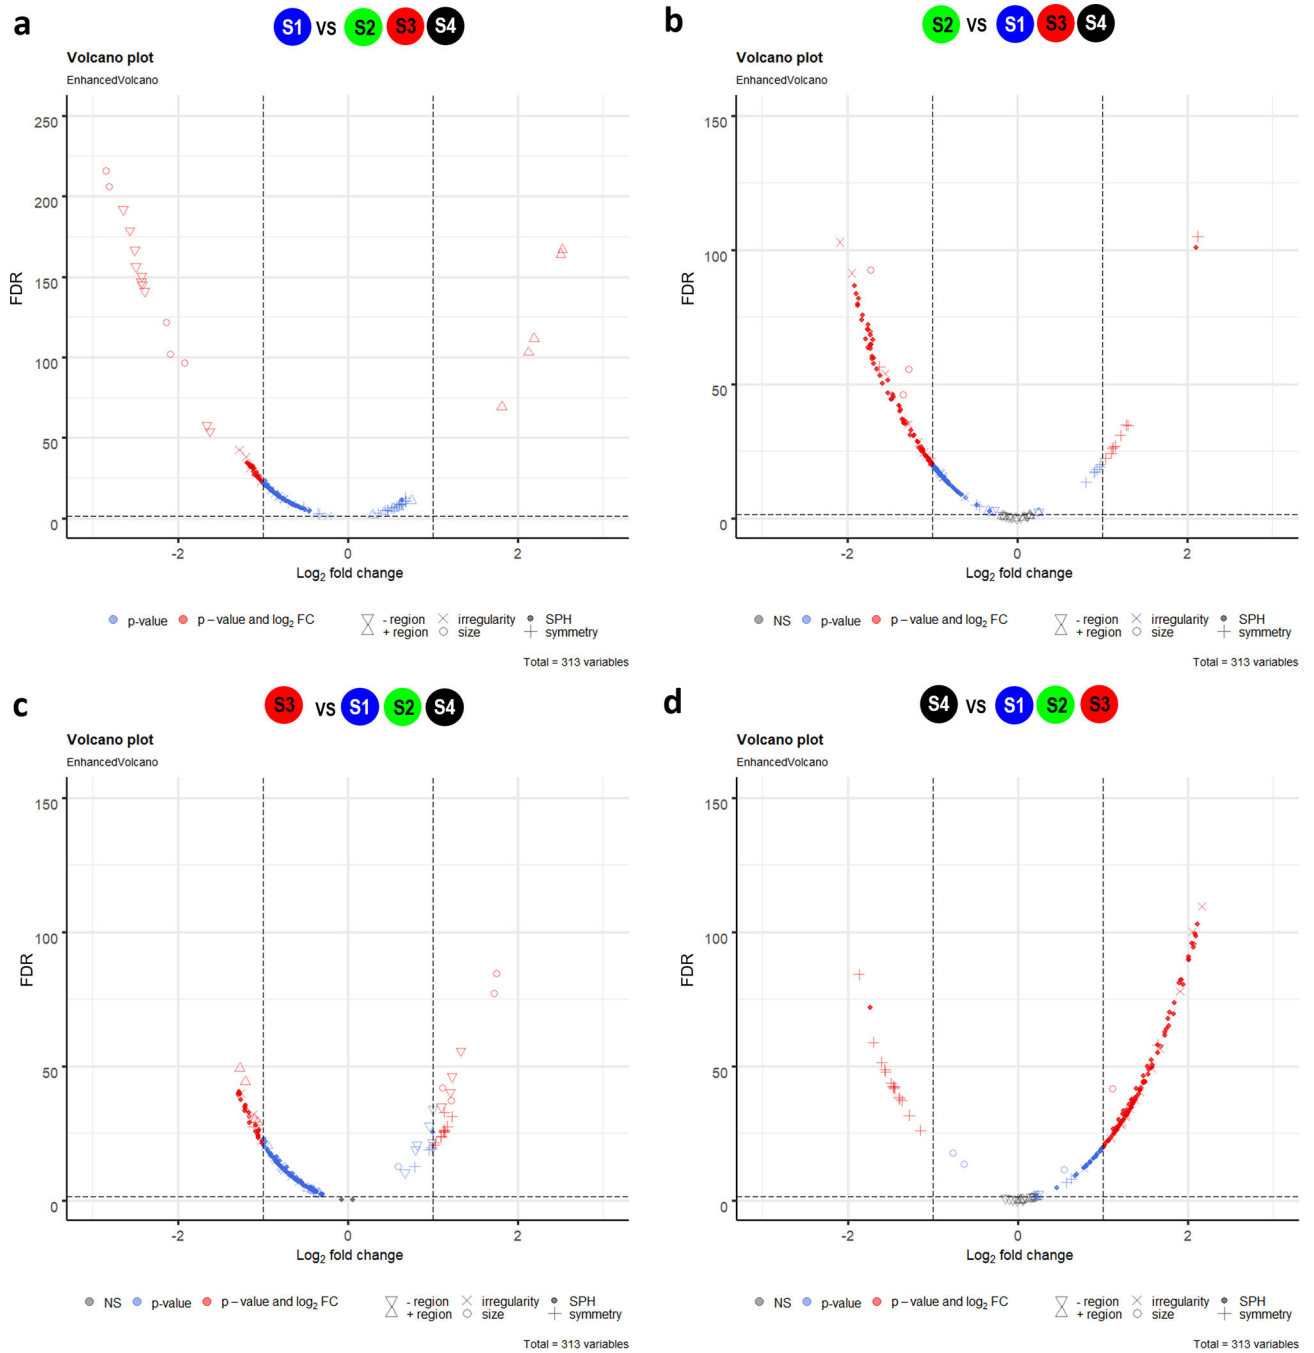 a
S1 VS S2 S3 S4
Volcano plot
EnhancedVolcano
250
200
150
100
50
0
FDR
-2 0 2
Log2 fold change
p-value p − value and log2 FC
- region irregularity SPH
+ region size symmetry
Total = 313 variables
b
S2 VS S1 S3 S4
Volcano plot
EnhancedVolcano
150
100
50
0
FDR
-2 0 2
Log2 fold change
NS p-value p − value and log2 FC
- region irregularity SPH
+ region size symmetry
Total = 313 variables
c
S3 VS S1 S2 S4
Volcano plot
EnhancedVolcano
150
100
50
0
FDR
-2 0 2
Log2 fold change
NS p-value p − value and log2 FC
- region irregularity SPH
+ region size symmetry
Total = 313 variables
d
S4 VS S1 S2 S3
Volcano plot
EnhancedVolcano
150
100
50
0
FDR
-2 0 2
Log2 fold change
NS p-value p − value and log2 FC
- region irregularity SPH
+ region size symmetry
Total = 313 variables